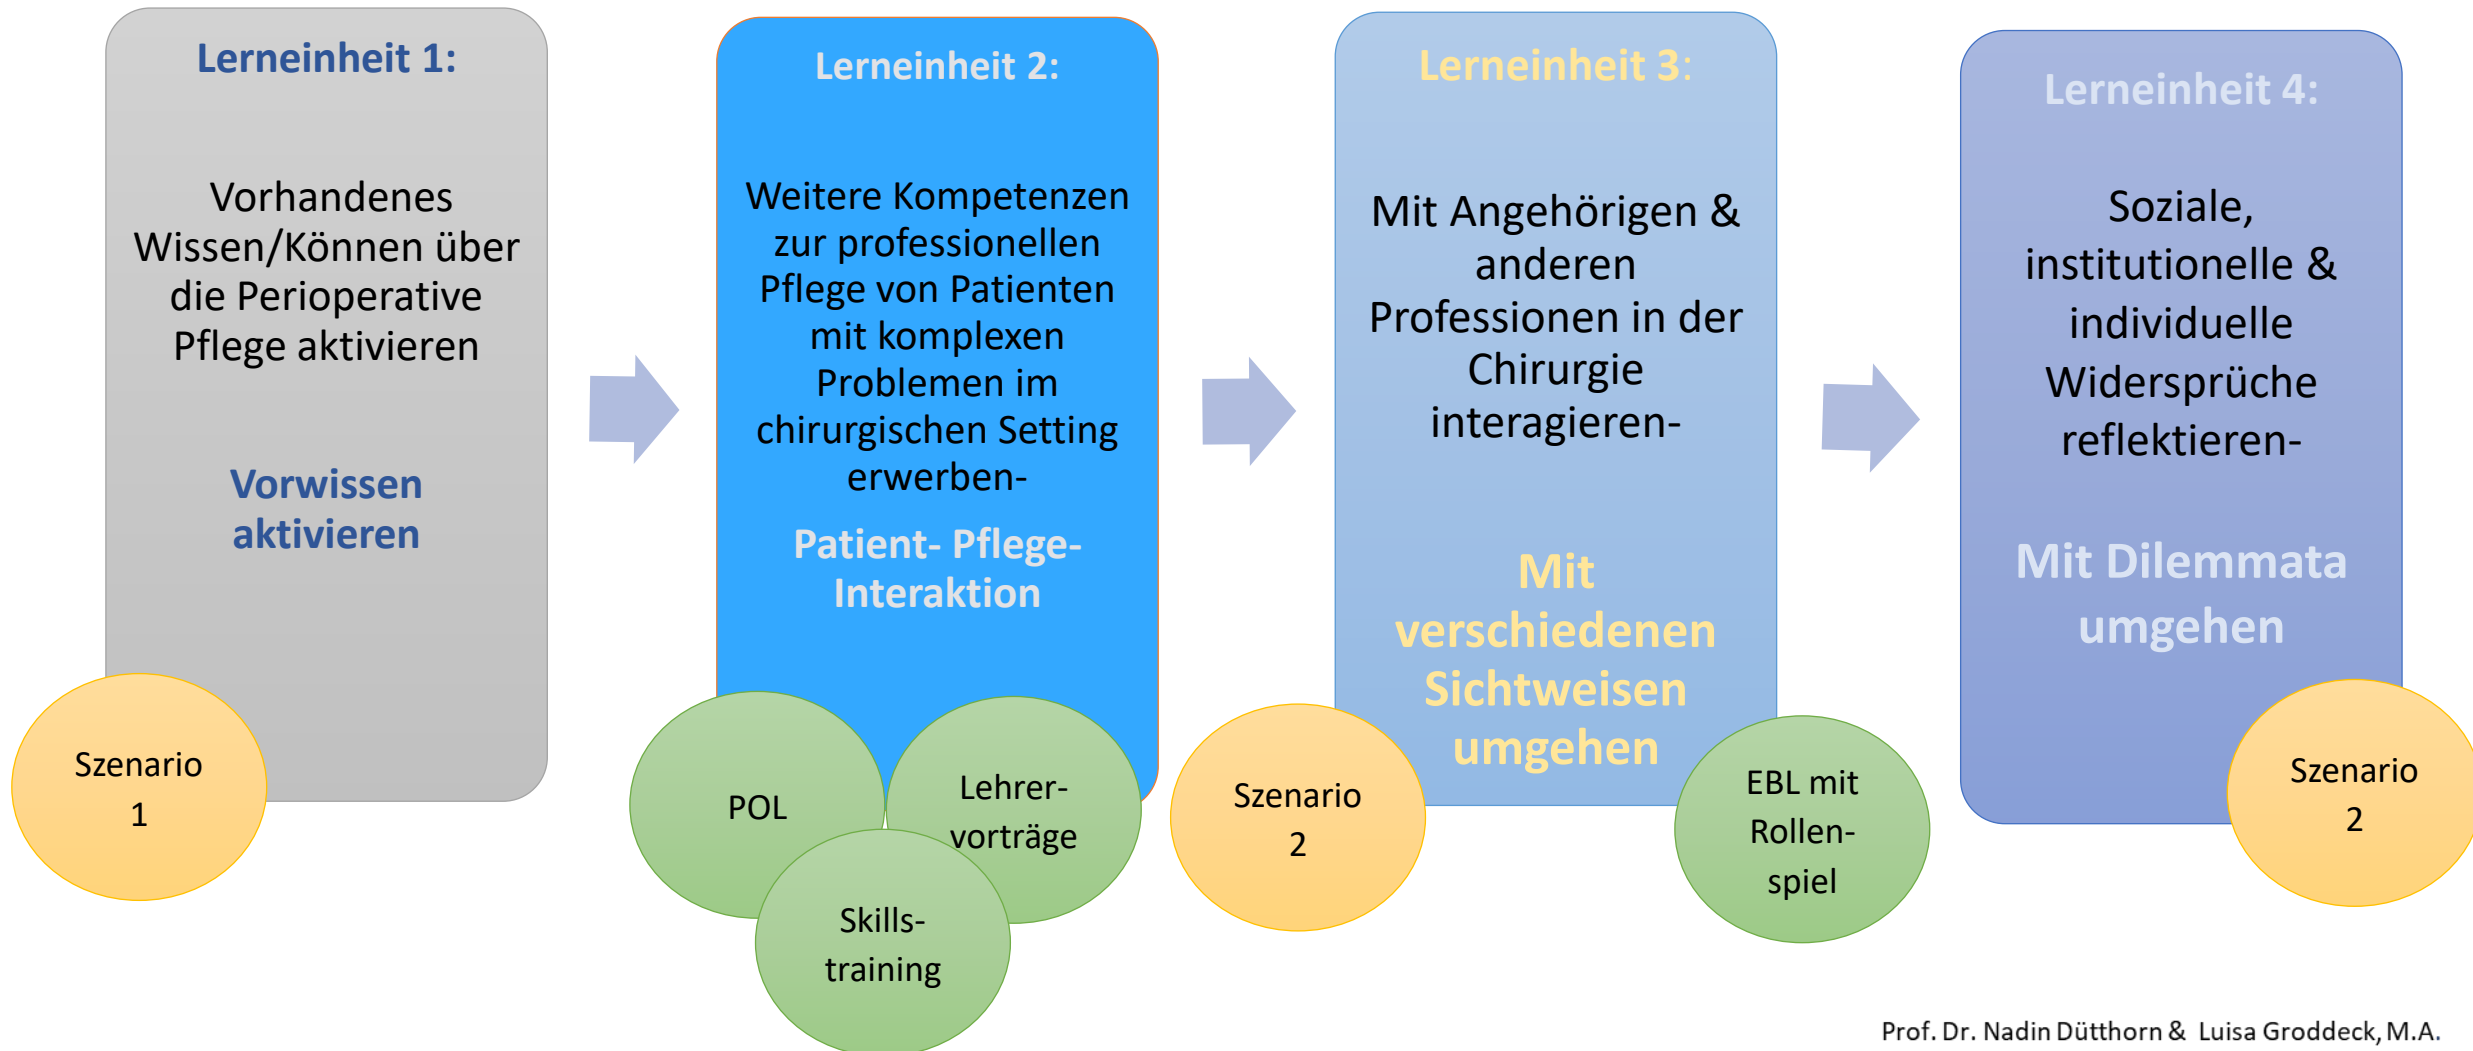 Lerneinheit 1:
Vorhandenes
Wissen/Können über
die Perioperative
Pflege aktivieren
Vorwissen
aktivieren
Szenario
1
Lerneinheit 2:
Weitere Kompetenzen
zur professionellen
Pflege von Patienten
mit komplexen
Problemen im
chirurgischen Setting
erwerben-
Patient- Pflege-
Interaktion
POL
Lehrer-
vorträge
Skills-
training
Lerneinheit 3:
Mit Angehörigen &
anderen
Professionen in der
Chirurgie
interagieren-
Mit
verschiedenen
Sichtweisen
umgehen
Szenario
2
EBL mit
Rollen-
spiel
Lerneinheit 4:
Soziale,
institutionelle &
individuelle
Widersprüche
reflektieren-
Mit Dilemmata
umgehen
Szenario
2
Prof. Dr. Nadin Dütthorn & Luisa Groddeck, M.A.